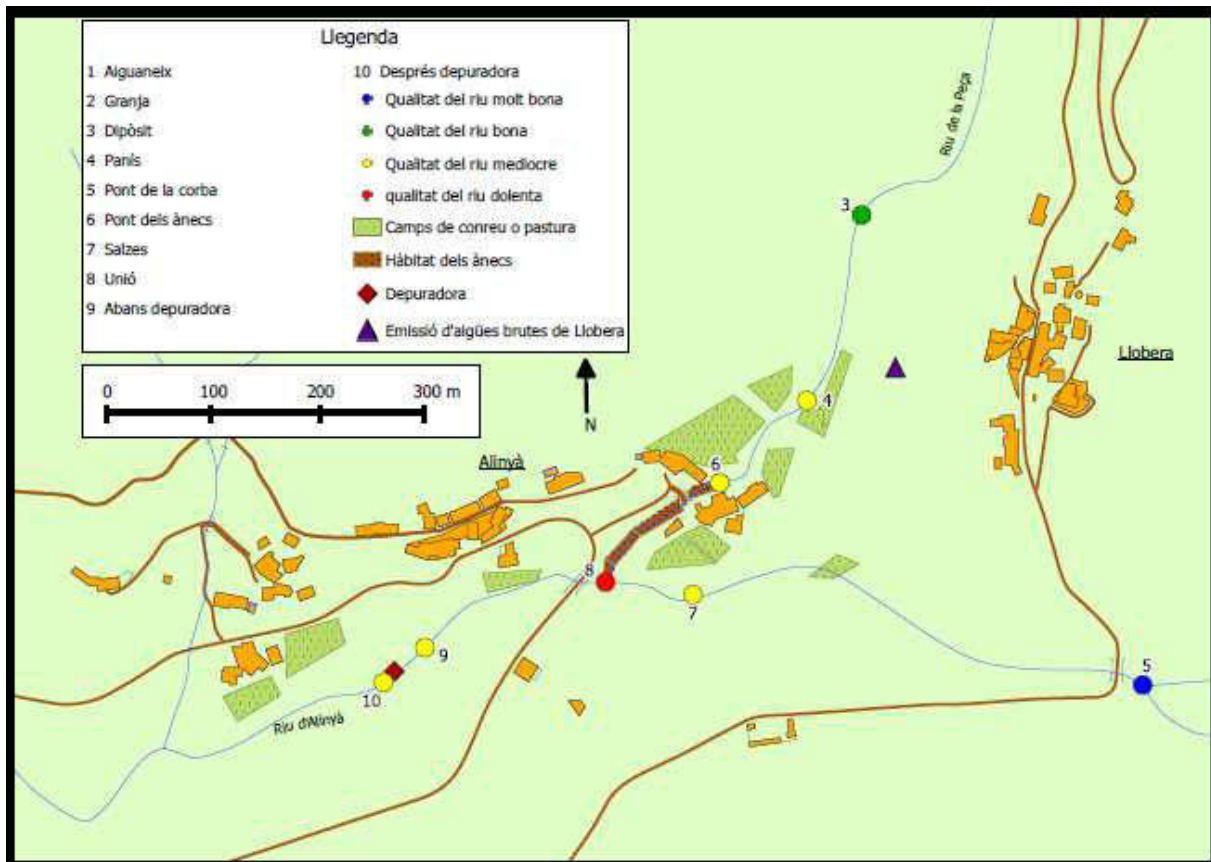 Llegenda
1 Aiguaneix
2 Granja
3 Dipòsit
4 Panís
5 Pont de la corba
6 Pont dels ànecs
7 Salzes
8 Unió
9 Abans depuradora
10 Després depuradora
Qualitat del riu molt bona
Qualitat del riu bona
Qualitat del riu mediocre
qualitat del riu dolenta
Camps de conreu o pastura
Hàbitat dels ànecs
Depuradora
Emissió d'aigües brutes de Llobera
0 100 200 300 m
N
Riu de la Peça
3
Llobera
4
Alinyà
6
8
7
5
9
10
Riu d'Alinyà